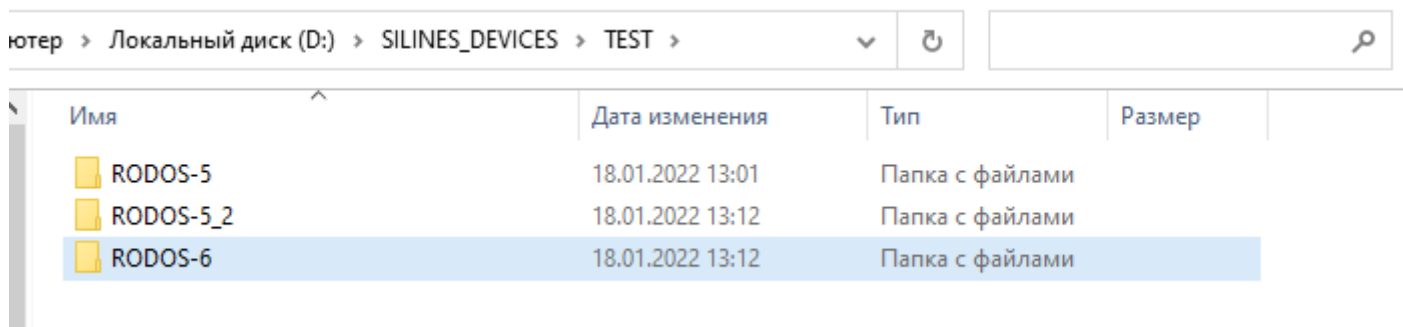 ютер > Локальный диск (D:) > SILINES_DEVICES > TEST >
Имя Дата изменения Тип Размер
RODOS-5 18.01.2022 13:01 Папка с файлами
RODOS-5_2 18.01.2022 13:12 Папка с файлами
RODOS-6 18.01.2022 13:12 Папка с файлами